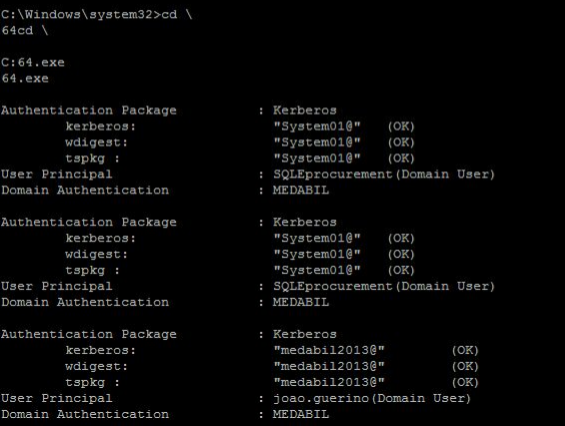 C:\Windows\system32>cd \
64cd \
C:64.exe
64.exe
Authentication Package : Kerberos
kerberos: "System01@" (OK)
wdigest: "System01@" (OK)
tspkg : "System01@" (OK)
User Principal : SQLEprocurement(Domain User)
Domain Authentication : MEDABIL
Authentication Package : Kerberos
kerberos: "System01@" (OK)
wdigest: "System01@" (OK)
tspkg : "System01@" (OK)
User Principal : SQLEprocurement(Domain User)
Domain Authentication : MEDABIL
Authentication Package : Kerberos
kerberos: "medabil2013@" (OK)
wdigest: "medabil2013@" (OK)
tspkg : "medabil2013@" (OK)
User Principal : joao.guerino(Domain User)
Domain Authentication : MEDABIL